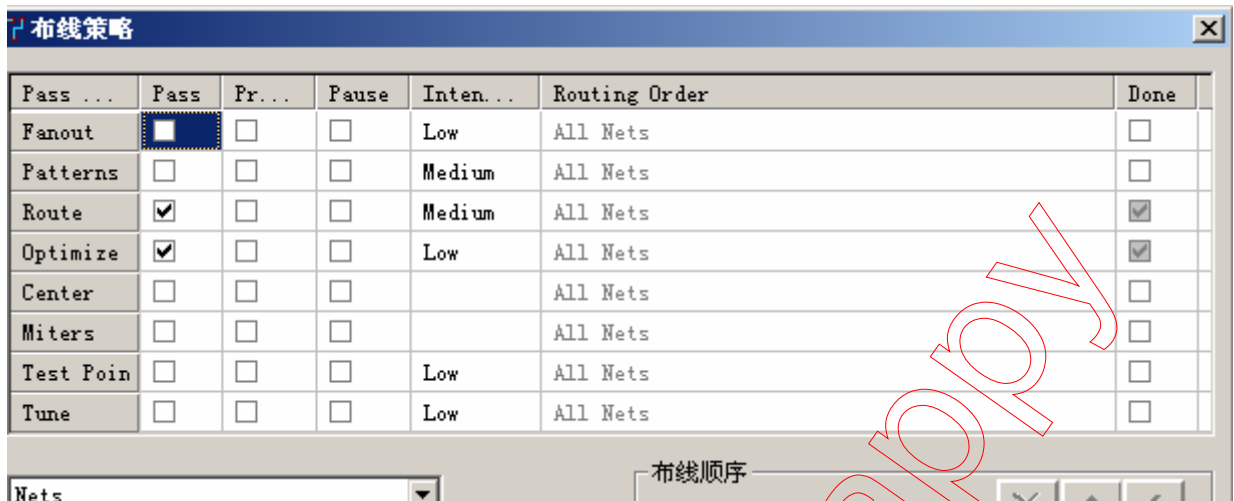 布线策略
Pass ... Pass Pr... Pause Inten... Routing Order Done
Fanout Low All Nets
Patterns Medium All Nets
Route Medium All Nets
Optimize Low All Nets
Center All Nets
Miters All Nets
Test Poin Low All Nets
Tune Low All Nets
布线顺序
Nets
appy